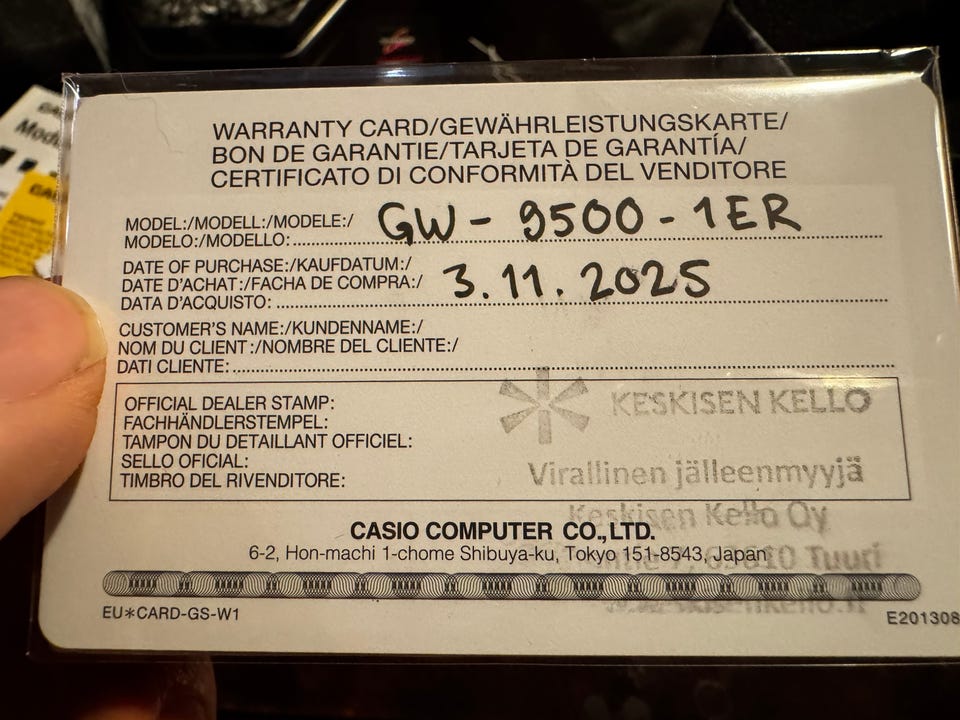 WARRANTY CARD/GEWÄHRLEISTUNGSKARTE/
BON DE GARANTIE/TARJETA DE GARANTÍA/
CERTIFICATO DI CONFORMITÀ DEL VENDITORE
MODEL:/MODELL:/MODELE:/
MODELO:/MODELLO: GW-9500-1ER
DATE OF PURCHASE:/KAUFDATUM:/
DATE D'ACHAT:/FACHA DE COMPRA:/ 3.11.2025
DATA D'ACQUISTO:
CUSTOMER'S NAME:/KUNDENNAME:/
NOM DU CLIENT:/NOMBRE DEL CLIENTE:/
DATI CLIENTE:
OFFICIAL DEALER STAMP:
FACHHÄNDLERSTEMPEL:
TAMPON DU DETAILLANT OFFICIEL:
SELLO OFICIAL:
TIMBRO DEL RIVENDITORE:
KESKISEN KELLO
Virallinen jälleenmyyjä
Keskisen Kello Oy
Tuuri
CASIO COMPUTER CO.,LTD.
6-2, Hon-machi 1-chome Shibuya-ku, Tokyo 151-8543, Japan
EU*CARD-GS-W1
E201308